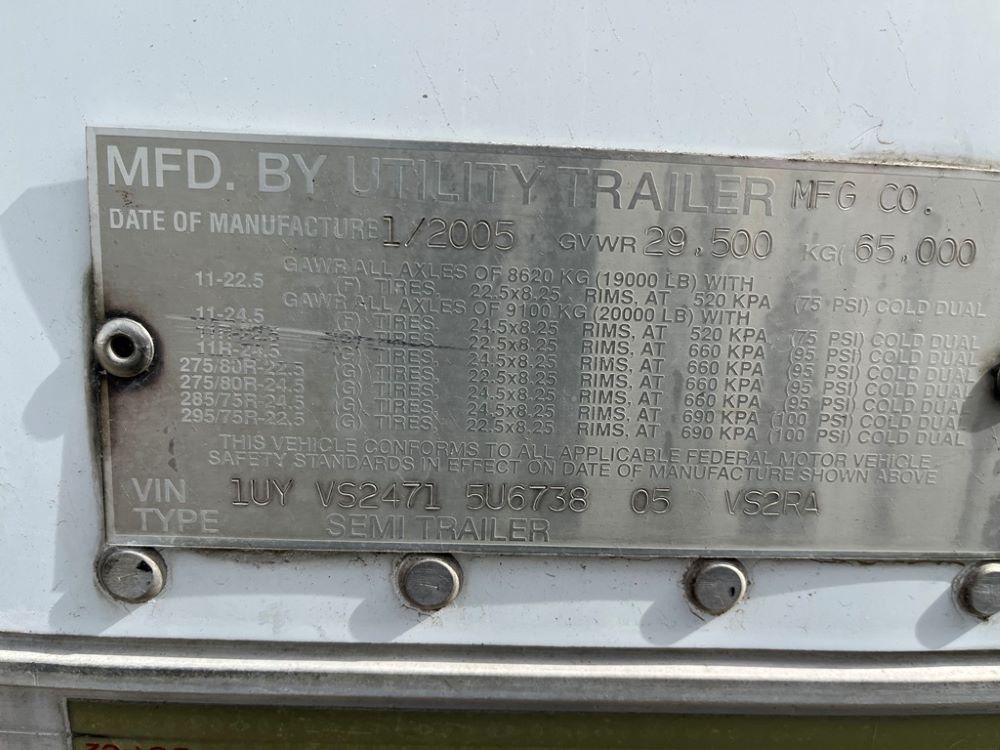 MFD. BY UTILITY TRAILER MFG CO.
DATE OF MANUFACTURE 1/2005 GVWR 29,500 KG( 65,000
GAWR ALL AXLES OF 8620 KG (19000 LB) WITH
11-22.5 (F) TIRES, 22.5x8.25 RIMS, AT 520 KPA (75 PSI) COLD DUAL
GAWR ALL AXLES OF 9100 KG (20000 LB) WITH
11-24.5 (F) TIRES, 24.5x8.25 RIMS, AT 520 KPA (75 PSI) COLD DUAL
TIRES, 22.5x8.25 RIMS, AT 660 KPA (95 PSI) COLD DUAL
11R-24.5 (G) TIRES, 24.5x8.25 RIMS, AT 660 KPA (95 PSI) COLD DUAL
275/80R-22.5 (G) TIRES, 22.5x8.25 RIMS, AT 660 KPA (95 PSI) COLD DUAL
275/80R-24.5 (G) TIRES, 24.5x8.25 RIMS, AT 660 KPA (95 PSI) COLD DUAL
285/75R-24.5 (G) TIRES, 24.5x8.25 RIMS, AT 690 KPA (100 PSI) COLD DUAL
295/75R-22.5 (G) TIRES, 22.5x8.25 RIMS, AT 690 KPA (100 PSI) COLD DUAL
THIS VEHICLE CONFORMS TO ALL APPLICABLE FEDERAL MOTOR VEHICLE
SAFETY STANDARDS IN EFFECT ON DATE OF MANUFACTURE SHOWN ABOVE
VIN 1UY VS2471 5U6738 05 VS2RA
TYPE SEMI TRAILER